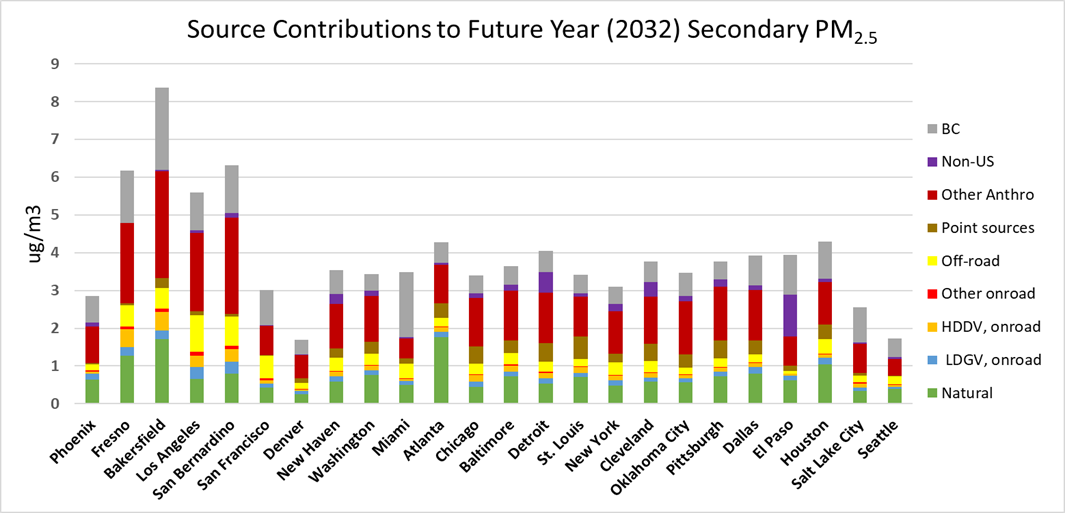 Source Contributions to Future Year (2032) Secondary PM2.5
9
8
7
6
5
4
3
2
1
0
ug/m3
BC
Non-US
Other Anthro
Point sources
Off-road
Other onroad
HDDV, onroad
LDGV, onroad
Natural
Phoenix
Fresno
Bakersfield
Los Angeles
San Bernardino
San Francisco
Denver
New Haven
Washington
Miami
Atlanta
Chicago
Baltimore
Detroit
St. Louis
New York
Cleveland
Oklahoma City
Pittsburgh
Dallas
El Paso
Houston
Salt Lake City
Seattle